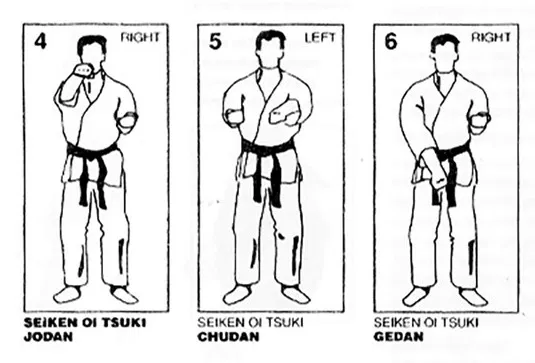 4 RIGHT
SEIKEN OI TSUKI
JODAN
5 LEFT
SEIKEN OI TSUKI
CHUDAN
6 RIGHT
SEIKEN OI TSUKI
GEDAN